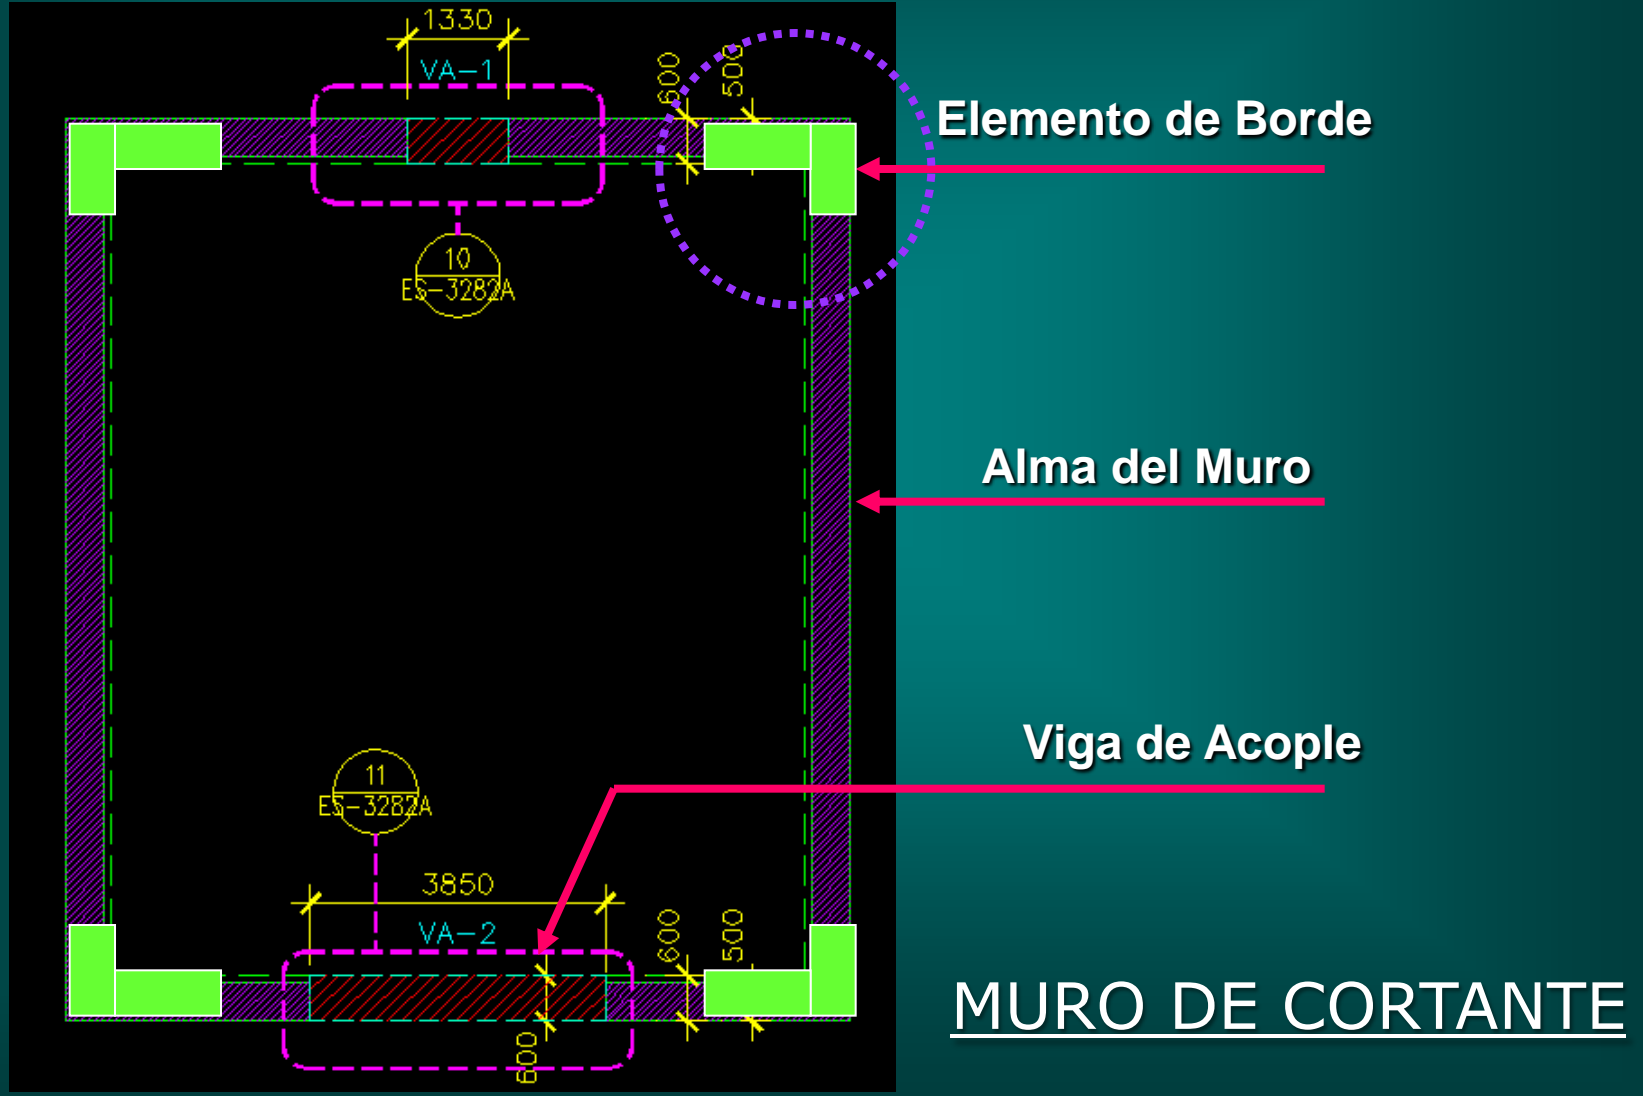 1330
VA-1
600
500
Elemento de Borde
10
ES-3282A
Alma del Muro
Viga de Acople
11
ES-3282A
3850
VA-2
600
500
600
MURO DE CORTANTE